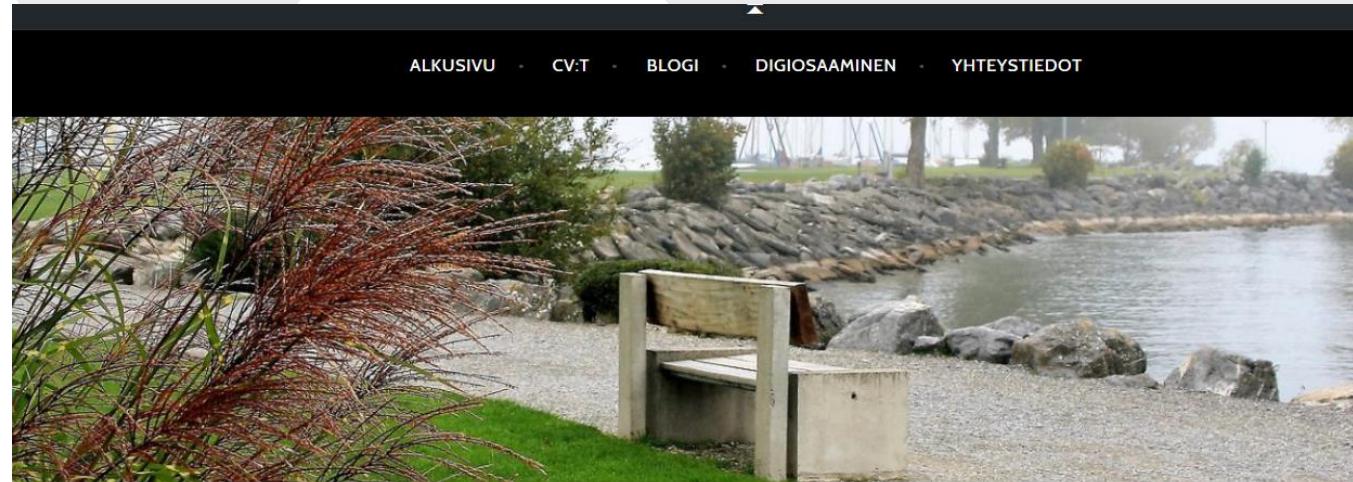 ALKUSIVU - CV:T - BLOGI - DIGIOSAAMINEN - YHTEYSTIEDOT